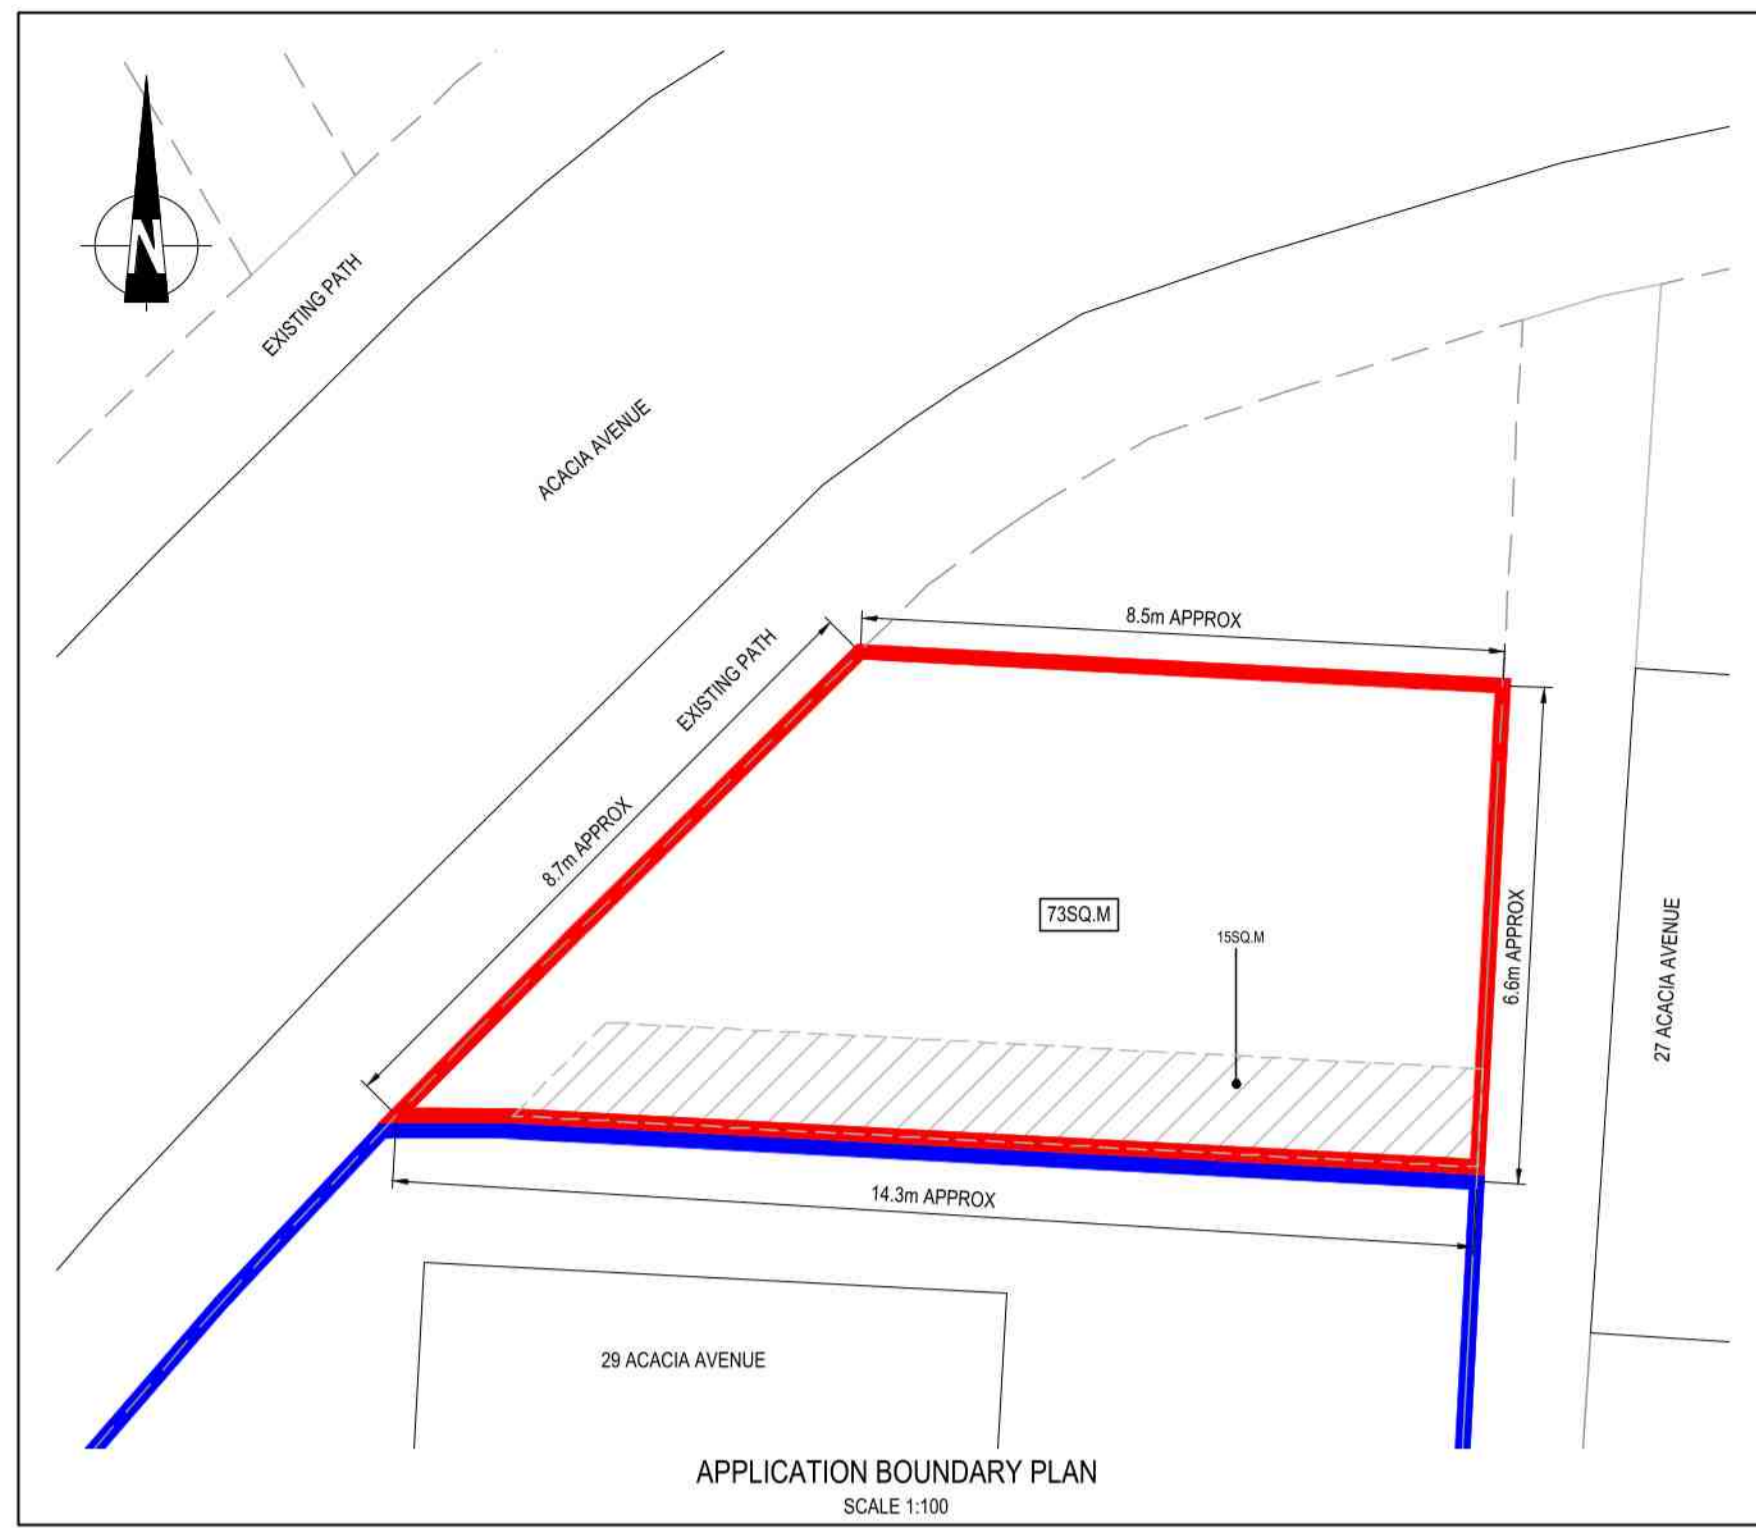 N
EXISTING PATH
ACACIA AVENUE
8.5m APPROX
EXISTING PATH
8.7m APPROX
73SQ.M
15SQ.M
6.6m APPROX
27 ACACIA AVENUE
14.3m APPROX
29 ACACIA AVENUE
APPLICATION BOUNDARY PLAN
SCALE 1:100